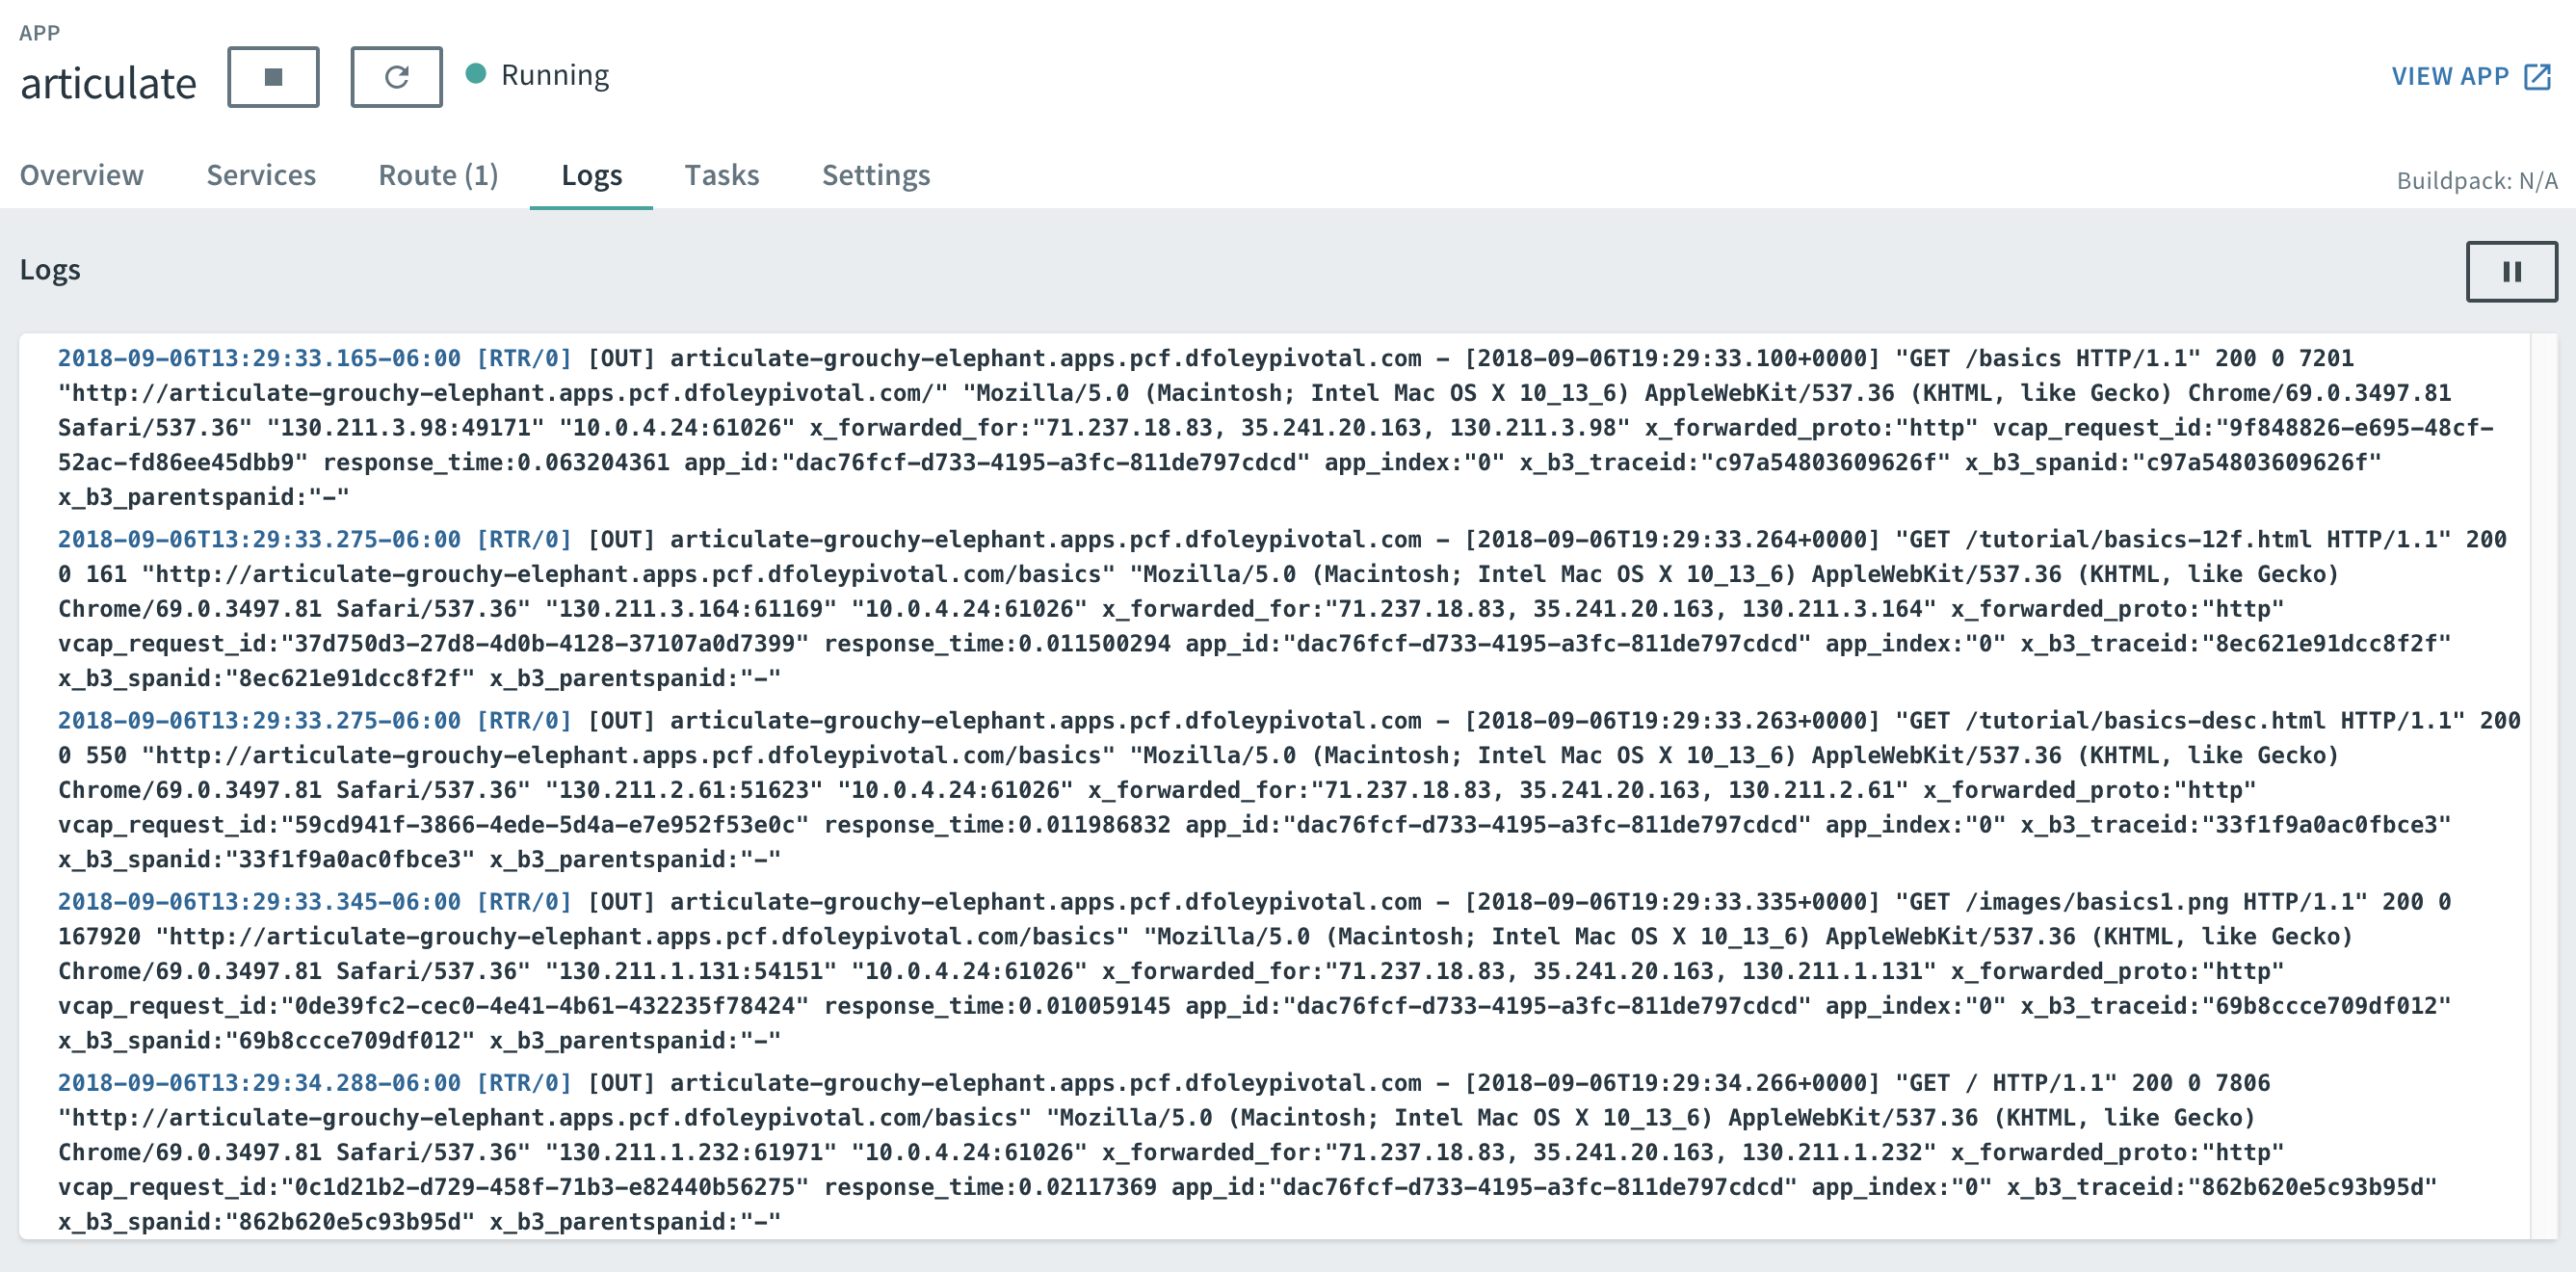 APP
articulate Running VIEW APP
Overview Services Route (1) Logs Tasks Settings Buildpack: N/A
Logs
2018-09-06T13:29:33.165-06:00 [RTR/0] [OUT] articulate-grouchy-elephant.apps.pcf.dfoleypivotal.com - [2018-09-06T19:29:33.100+0000] "GET /basics HTTP/1.1" 200 0 7201
"http://articulate-grouchy-elephant.apps.pcf.dfoleypivotal.com/" "Mozilla/5.0 (Macintosh; Intel Mac OS X 10_13_6) AppleWebKit/537.36 (KHTML, like Gecko) Chrome/69.0.3497.81
Safari/537.36" "130.211.3.98:49171" "10.0.4.24:61026" x_forwarded_for:"71.237.18.83, 35.241.20.163, 130.211.3.98" x_forwarded_proto:"http" vcap_request_id:"9f848826-e695-48cf-
52ac-fd86ee45dbb9" response_time:0.063204361 app_id:"dac76fcf-d733-4195-a3fc-811de797cdcd" app_index:"0" x_b3_traceid:"c97a54803609626f" x_b3_spanid:"c97a54803609626f"
x_b3_parentspanid:"-"
2018-09-06T13:29:33.275-06:00 [RTR/0] [OUT] articulate-grouchy-elephant.apps.pcf.dfoleypivotal.com - [2018-09-06T19:29:33.264+0000] "GET /tutorial/basics-12f.html HTTP/1.1" 200
0 161 "http://articulate-grouchy-elephant.apps.pcf.dfoleypivotal.com/basics" "Mozilla/5.0 (Macintosh; Intel Mac OS X 10_13_6) AppleWebKit/537.36 (KHTML, like Gecko)
Chrome/69.0.3497.81 Safari/537.36" "130.211.3.164:61169" "10.0.4.24:61026" x_forwarded_for:"71.237.18.83, 35.241.20.163, 130.211.3.164" x_forwarded_proto:"http"
vcap_request_id:"37d750d3-27d8-4d0b-4128-37107a0d7399" response_time:0.011500294 app_id:"dac76fcf-d733-4195-a3fc-811de797cdcd" app_index:"0" x_b3_traceid:"8ec621e91dcc8f2f"
x_b3_spanid:"8ec621e91dcc8f2f" x_b3_parentspanid:"-"
2018-09-06T13:29:33.275-06:00 [RTR/0] [OUT] articulate-grouchy-elephant.apps.pcf.dfoleypivotal.com - [2018-09-06T19:29:33.263+0000] "GET /tutorial/basics-desc.html HTTP/1.1" 200
0 550 "http://articulate-grouchy-elephant.apps.pcf.dfoleypivotal.com/basics" "Mozilla/5.0 (Macintosh; Intel Mac OS X 10_13_6) AppleWebKit/537.36 (KHTML, like Gecko)
Chrome/69.0.3497.81 Safari/537.36" "130.211.2.61:51623" "10.0.4.24:61026" x_forwarded_for:"71.237.18.83, 35.241.20.163, 130.211.2.61" x_forwarded_proto:"http"
vcap_request_id:"59cd941f-3866-4ede-5d4a-e7e952f53e0c" response_time:0.011986832 app_id:"dac76fcf-d733-4195-a3fc-811de797cdcd" app_index:"0" x_b3_traceid:"33f1f9a0ac0fbce3"
x_b3_spanid:"33f1f9a0ac0fbce3" x_b3_parentspanid:"-"
2018-09-06T13:29:33.345-06:00 [RTR/0] [OUT] articulate-grouchy-elephant.apps.pcf.dfoleypivotal.com - [2018-09-06T19:29:33.335+0000] "GET /images/basics1.png HTTP/1.1" 200 0
167920 "http://articulate-grouchy-elephant.apps.pcf.dfoleypivotal.com/basics" "Mozilla/5.0 (Macintosh; Intel Mac OS X 10_13_6) AppleWebKit/537.36 (KHTML, like Gecko)
Chrome/69.0.3497.81 Safari/537.36" "130.211.1.131:54151" "10.0.4.24:61026" x_forwarded_for:"71.237.18.83, 35.241.20.163, 130.211.1.131" x_forwarded_proto:"http"
vcap_request_id:"0de39fc2-cec0-4e41-4b61-432235f78424" response_time:0.010059145 app_id:"dac76fcf-d733-4195-a3fc-811de797cdcd" app_index:"0" x_b3_traceid:"69b8ccce709df012"
x_b3_spanid:"69b8ccce709df012" x_b3_parentspanid:"-"
2018-09-06T13:29:34.288-06:00 [RTR/0] [OUT] articulate-grouchy-elephant.apps.pcf.dfoleypivotal.com - [2018-09-06T19:29:34.266+0000] "GET / HTTP/1.1" 200 0 7806
"http://articulate-grouchy-elephant.apps.pcf.dfoleypivotal.com/basics" "Mozilla/5.0 (Macintosh; Intel Mac OS X 10_13_6) AppleWebKit/537.36 (KHTML, like Gecko)
Chrome/69.0.3497.81 Safari/537.36" "130.211.1.232:61971" "10.0.4.24:61026" x_forwarded_for:"71.237.18.83, 35.241.20.163, 130.211.1.232" x_forwarded_proto:"http"
vcap_request_id:"0c1d21b2-d729-458f-71b3-e82440b56275" response_time:0.02117369 app_id:"dac76fcf-d733-4195-a3fc-811de797cdcd" app_index:"0" x_b3_traceid:"862b620e5c93b95d"
x_b3_spanid:"862b620e5c93b95d" x_b3_parentspanid:"-"